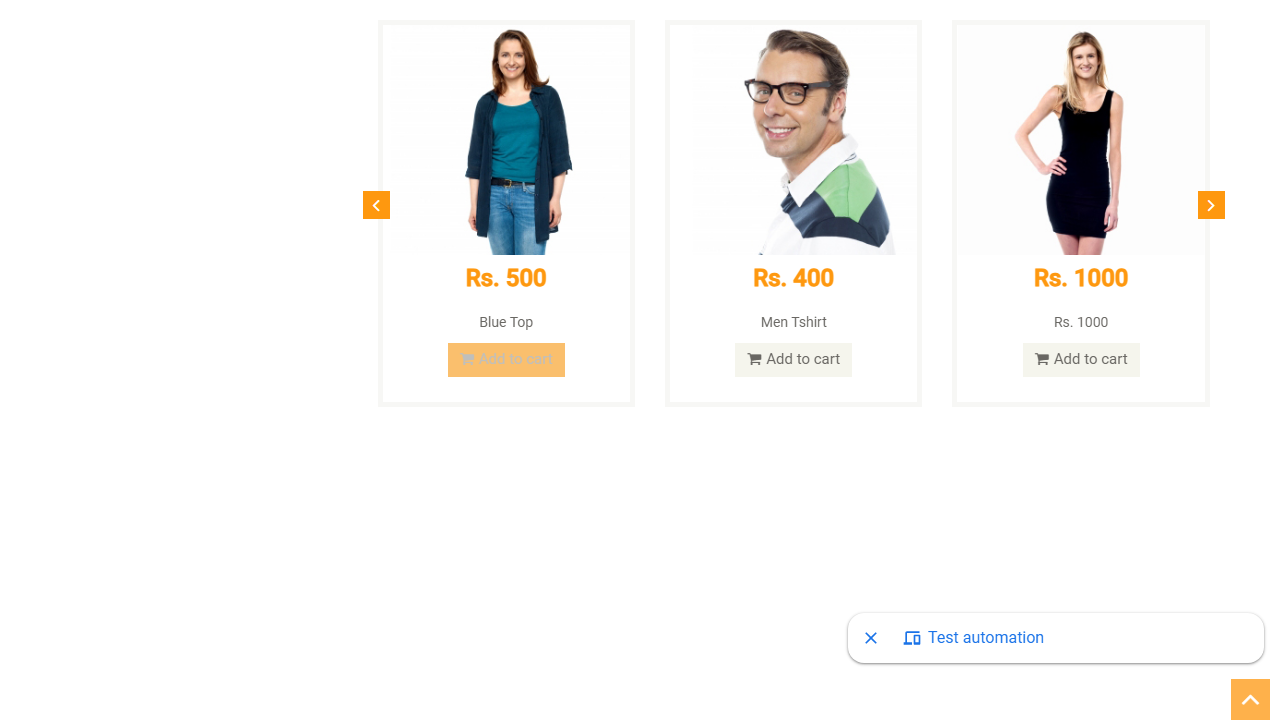 Rs. 500
Blue Top
Add to cart
Rs. 400
Men Tshirt
Add to cart
Rs. 1000
Rs. 1000
Add to cart
Test automation